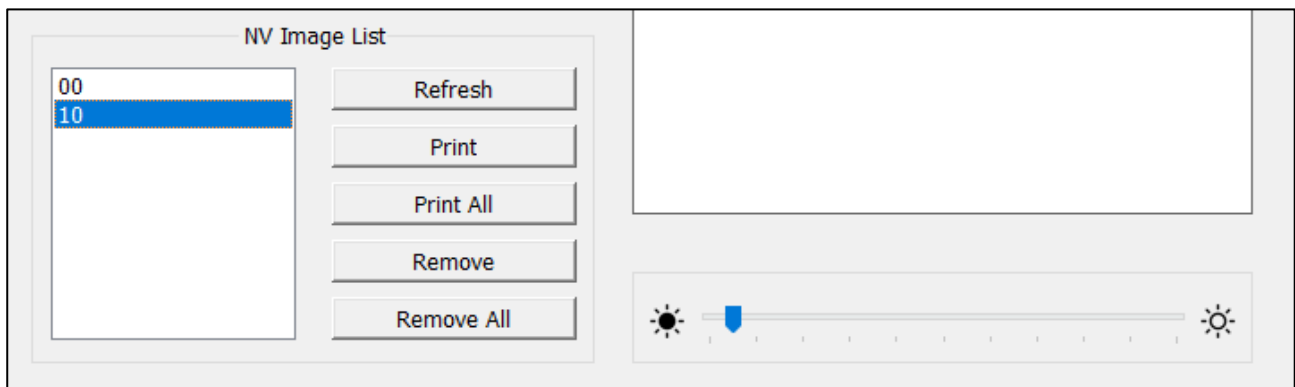 NV Image List
00
10
Refresh
Print
Print All
Remove
Remove All